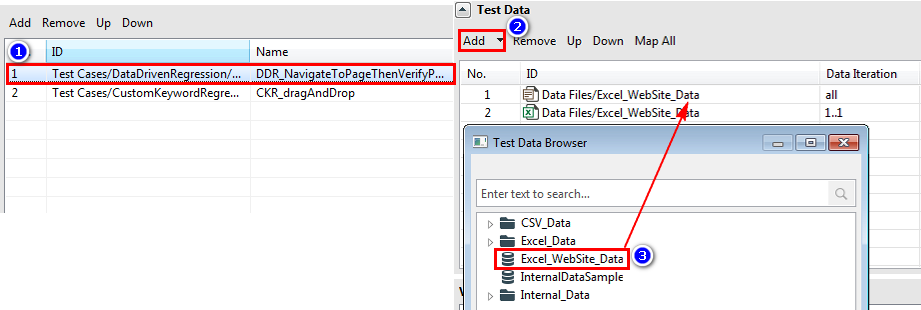 Add Remove Up Down
1
ID Name
1 Test Cases/DataDrivenRegression/... DDR_NavigateToPageThenVerifyP...
2 Test Cases/CustomKeywordRegre... CKR_dragAndDrop
Test Data
2
Add Remove Up Down Map All
No. ID Data Iteration
1 Data Files/Excel_WebSite_Data all
2 Data Files/Excel_WebSite_Data 1..1
Test Data Browser
Enter text to search...
CSV_Data
Excel_Data
Excel_WebSite_Data 3
InternalDataSample
Internal_Data